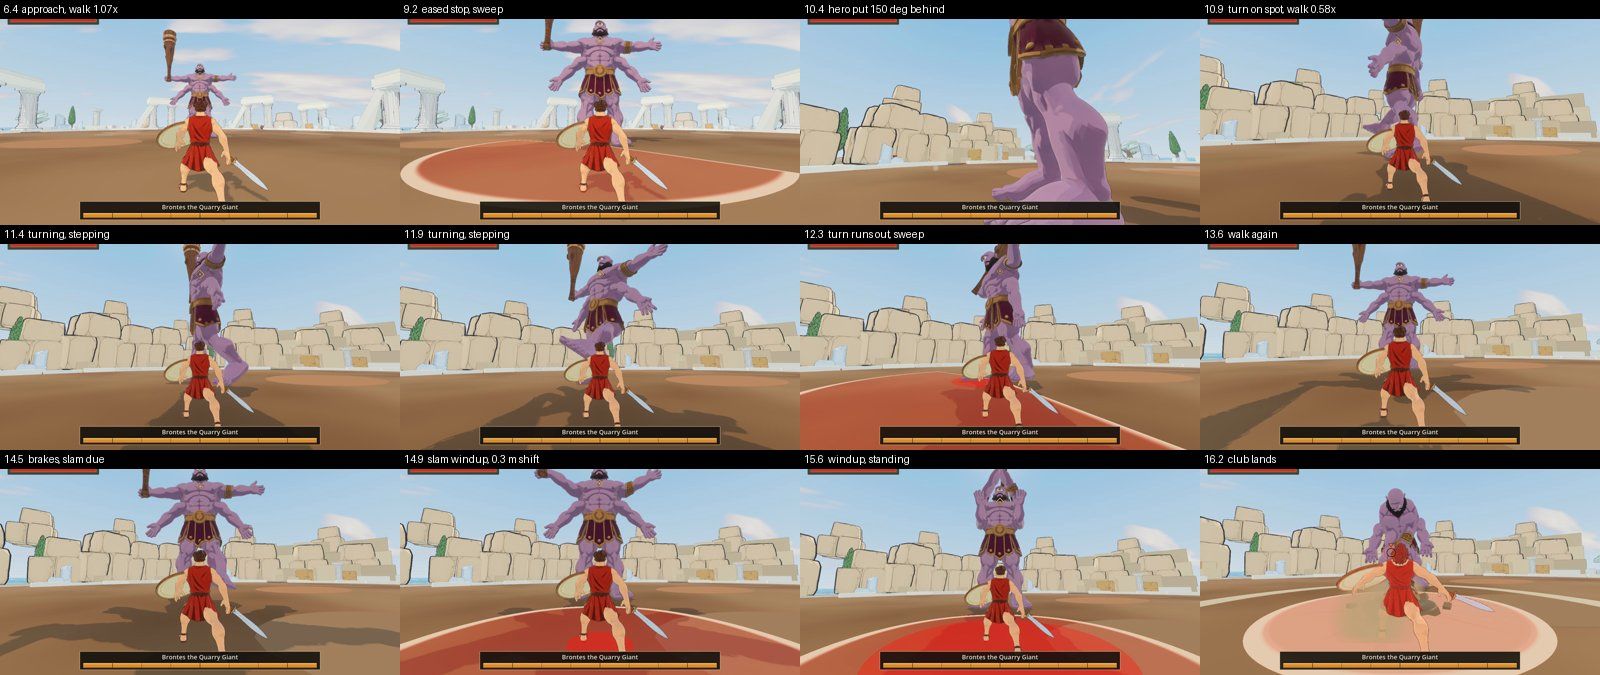 6.4 approach, walk 1.07x
9.2 eased stop, sweep
10.4 hero put 150 deg behind
10.9 turn on spot, walk 0.58x
Brontes the Quarry Giant
Brontes the Quarry Giant
Brontes the Quarry Giant
Brontes the Quarry Giant
11.4 turning, stepping
11.9 turning, stepping
12.3 turn runs out, sweep
13.6 walk again
Brontes the Quarry Giant
Brontes the Quarry Giant
Brontes the Quarry Giant
Brontes the Quarry Giant
14.5 brakes, slam due
14.9 slam windup, 0.3 m shift
15.6 windup, standing
16.2 club lands
Brontes the Quarry Giant
Brontes the Quarry Giant
Brontes the Quarry Giant
Brontes the Quarry Giant